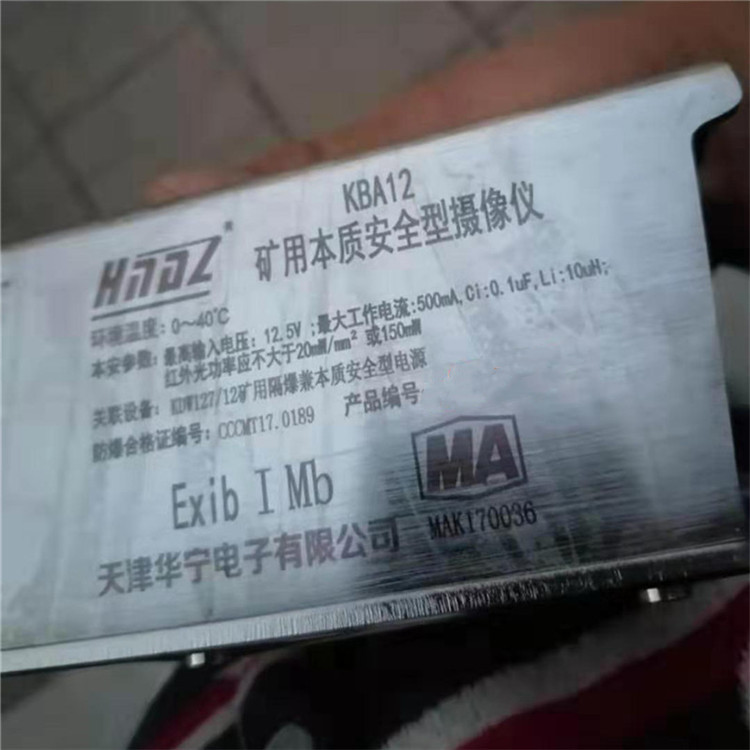 KBA12
HNDZ®
矿用本质安全型摄像仪
环境温度：0～40℃
本安参数：最高输入电压：12.5V ;最大工作电流:500mA,Ci:0.1uF,Li:10uH;
红外光功率应不大于20mW/mm² 或150mW
关联设备：KDW127/12矿用隔爆兼本质安全型电源
防爆合格证编号：CCCMT17.0189
产品编号
Exib I Mb
MA
MAK170036
天津华宁电子有限公司